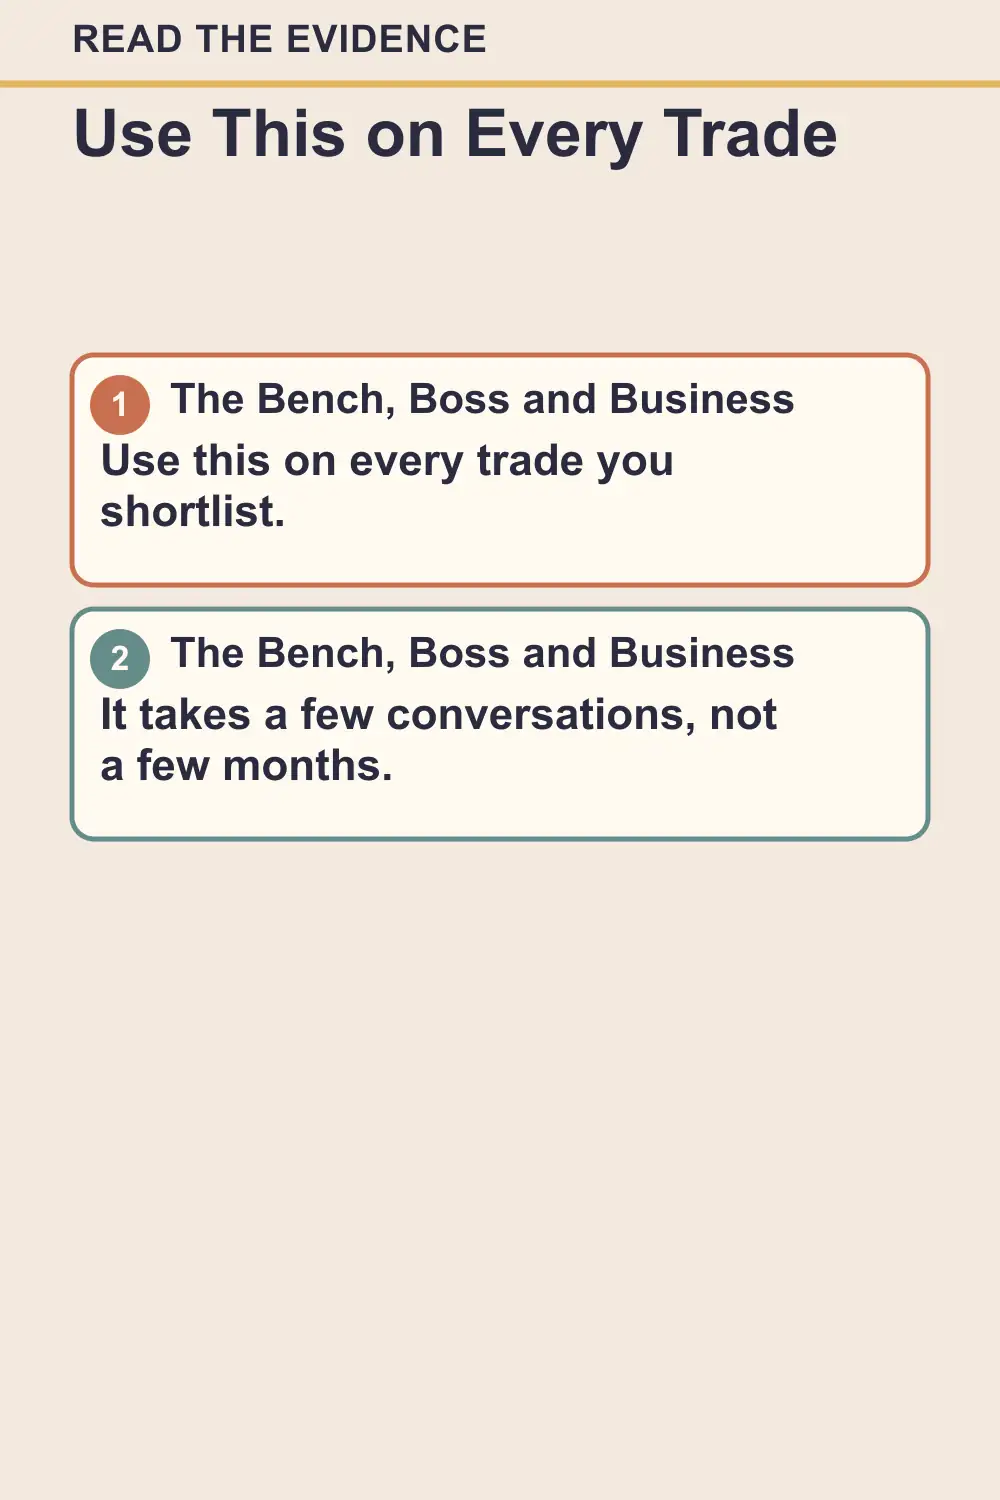 READ THE EVIDENCE
Use This on Every Trade
1 The Bench, Boss and Business
Use this on every trade you
shortlist.
2 The Bench, Boss and Business
It takes a few conversations, not
a few months.